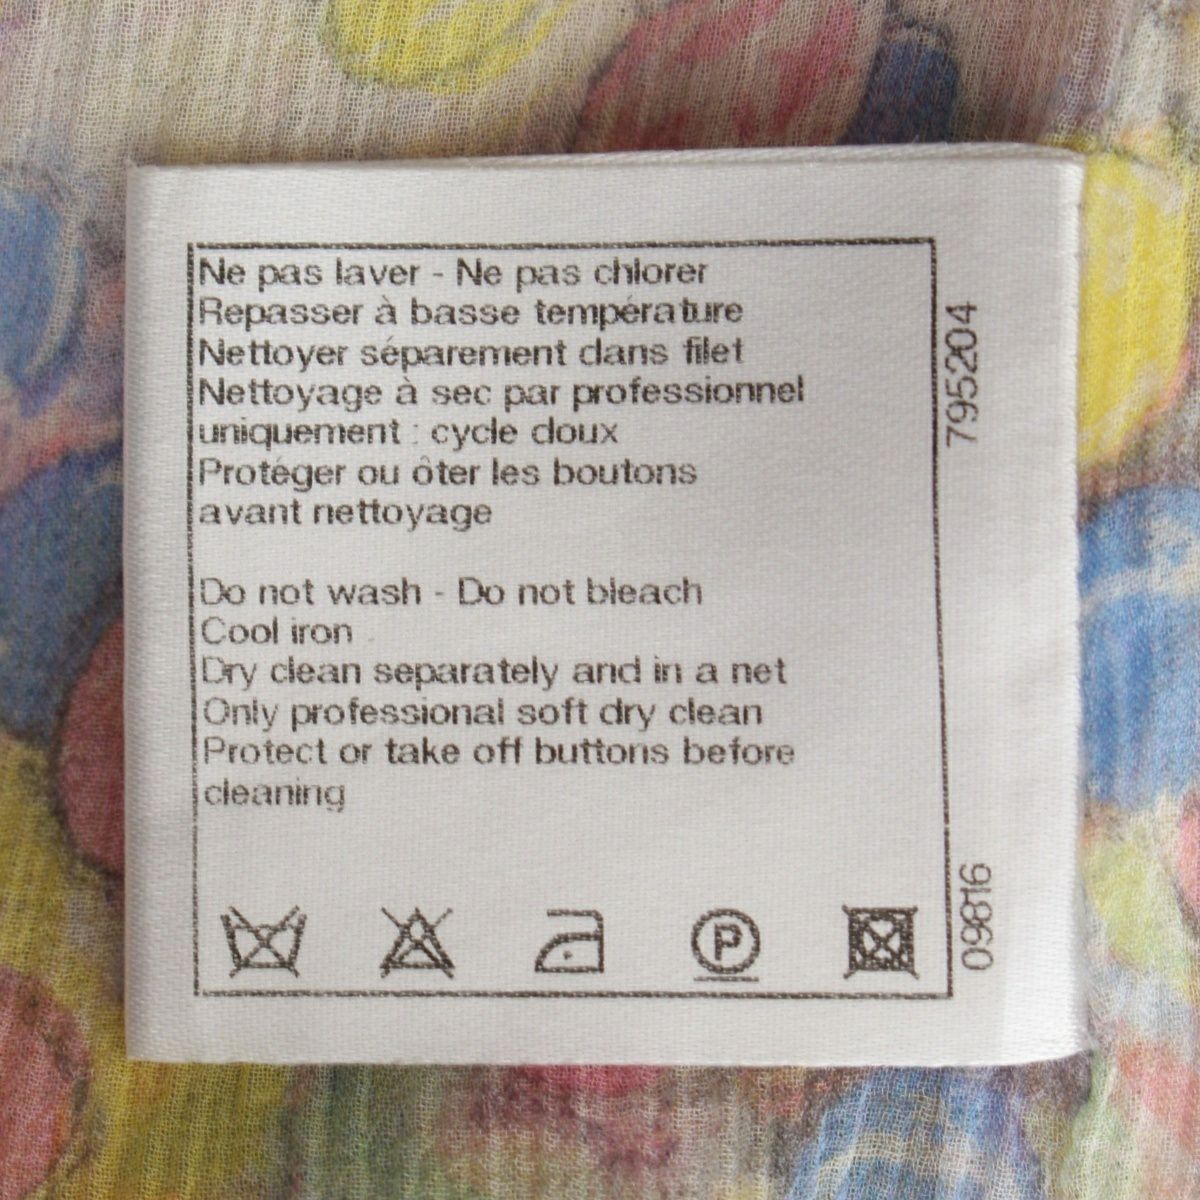 Ne pas laver - Ne pas chlorer
Repasser à basse température
Nettoyer séparement dans filet
Nettoyage à sec par professionnel
uniquement : cycle doux
Protéger ou ôter les boutons
avant nettoyage
Do not wash - Do not bleach
Cool iron
Dry clean separately and in a net
Only professional soft dry clean
Protect or take off buttons before
cleaning
P
795204
09816